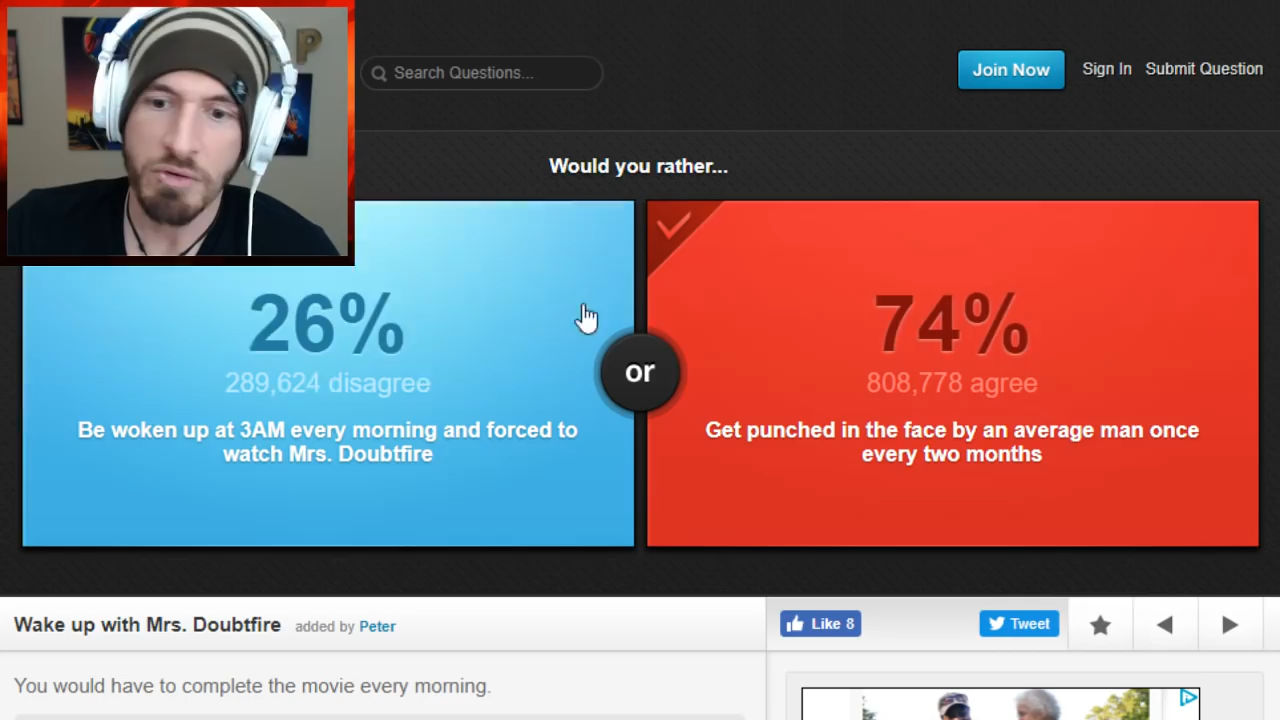 P
Search Questions...
Join Now
Sign In
Submit Question
Would you rather...
26%
289,624 disagree
Be woken up at 3AM every morning and forced to
watch Mrs. Doubtfire
or
74%
808,778 agree
Get punched in the face by an average man once
every two months
Wake up with Mrs. Doubtfire
added by Peter
Like 8
Tweet
You would have to complete the movie every morning.